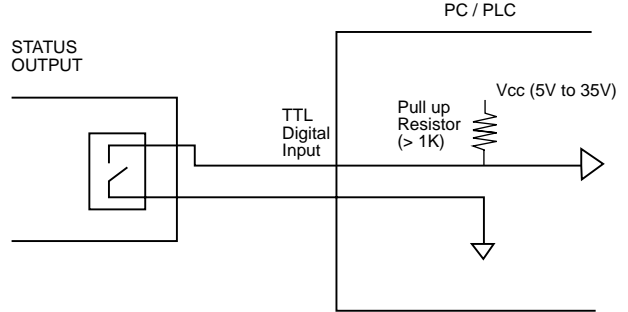 PC / PLC
STATUS
OUTPUT
Vcc (5V to 35V)
TTL
Digital
Input
Pull up
Resistor
(> 1K)